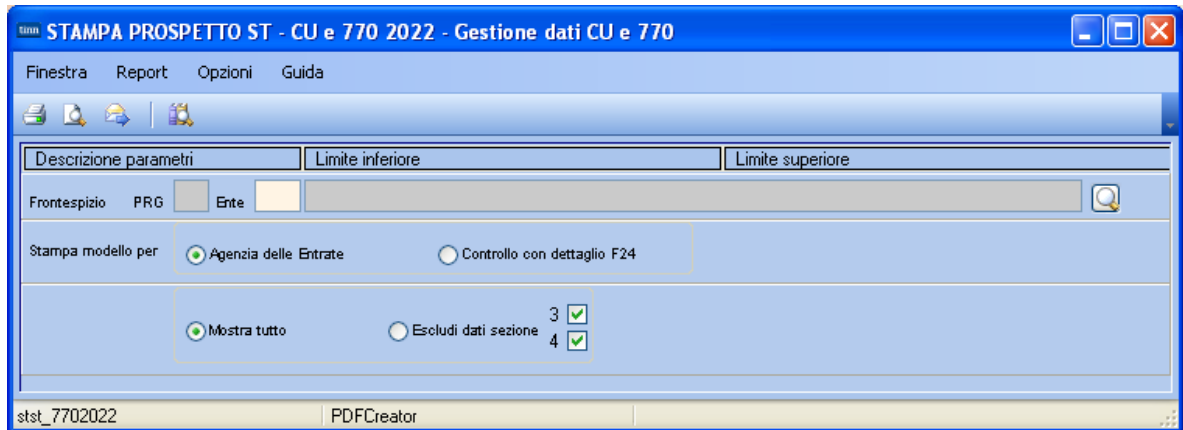 tinn STAMPA PROSPETTO ST - CU e 770 2022 - Gestione dati CU e 770
Finestra Report Opzioni Guida
Descrizione parametri Limite inferiore Limite superiore
Frontespizio PRG Ente
Stampa modello per Agenzia delle Entrate Controllo con dettaglio F24
Mostra tutto Escludi dati sezione 3
4
stst_7702022 PDFCreator